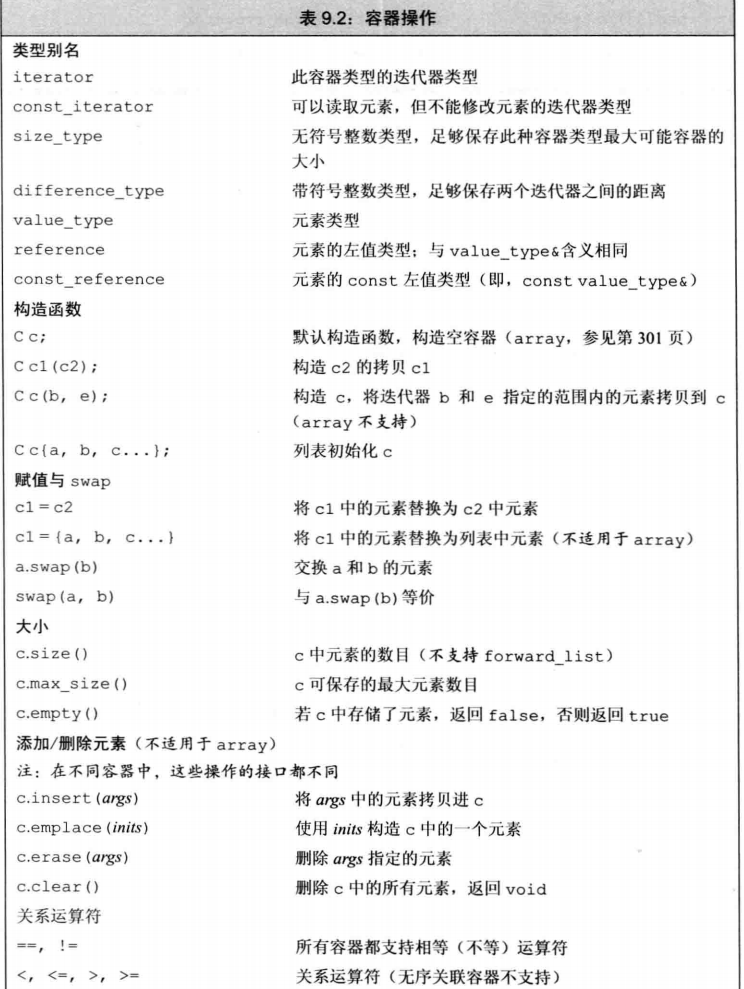 表 9.2：容器操作
类型别名
iterator 此容器类型的迭代器类型
const_iterator 可以读取元素，但不能修改元素的迭代器类型
size_type 无符号整数类型，足够保存此种容器类型最大可能容器的
大小
difference_type 带符号整数类型，足够保存两个迭代器之间的距离
value_type 元素类型
reference 元素的左值类型；与 value_type&含义相同
const_reference 元素的 const 左值类型（即，const value_type&）
构造函数
C c; 默认构造函数，构造空容器（array，参见第 301 页）
C c1(c2); 构造 c2 的拷贝 c1
C c(b, e); 构造 c，将迭代器 b 和 e 指定的范围内的元素拷贝到 c
（array 不支持）
C c{a, b, c...}; 列表初始化 c
赋值与 swap
c1 = c2 将 c1 中的元素替换为 c2 中元素
c1 = {a, b, c...} 将 c1 中的元素替换为列表中元素（不适用于 array）
a.swap(b) 交换 a 和 b 的元素
swap(a, b) 与 a.swap(b)等价
大小
c.size() c 中元素的数目（不支持 forward_list）
c.max_size() c 可保存的最大元素数目
c.empty() 若 c 中存储了元素，返回 false，否则返回 true
添加/删除元素（不适用于 array）
注：在不同容器中，这些操作的接口都不同
c.insert(args) 将 args 中的元素拷贝进 c
c.emplace(inits) 使用 inits 构造 c 中的一个元素
c.erase(args) 删除 args 指定的元素
c.clear() 删除 c 中的所有元素，返回 void
关系运算符
==, != 所有容器都支持相等（不等）运算符
<, <=, >, >= 关系运算符（无序关联容器不支持）